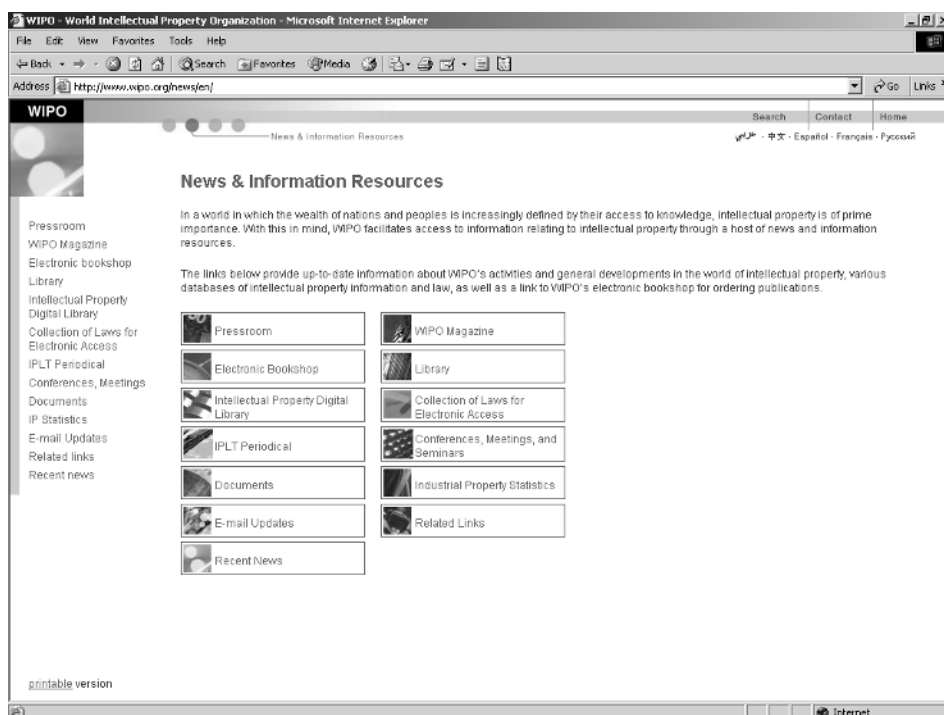 WIPO - World Intellectual Property Organization - Microsoft Internet Explorer
File Edit View Favorites Tools Help
Back Search Favorites Media
Address http://www.wipo.org/news/en/ Go Links
WIPO
Search Contact Home
News & Information Resources
عربي · 中文 · Español · Français · Русский
News & Information Resources
In a world in which the wealth of nations and peoples is increasingly defined by their access to knowledge, intellectual property is of prime
importance. With this in mind, WIPO facilitates access to information relating to intellectual property through a host of news and information
resources.
The links below provide up-to-date information about WIPO's activities and general developments in the world of intellectual property, various
databases of intellectual property information and law, as well as a link to WIPO's electronic bookshop for ordering publications.
Pressroom
WIPO Magazine
Electronic bookshop
Library
Intellectual Property
Digital Library
Collection of Laws for
Electronic Access
IPLT Periodical
Conferences, Meetings
Documents
IP Statistics
E-mail Updates
Related links
Recent news
Pressroom
WIPO Magazine
Electronic Bookshop
Library
Intellectual Property Digital
Library
Collection of Laws for
Electronic Access
IPLT Periodical
Conferences, Meetings, and
Seminars
Documents
Industrial Property Statistics
E-mail Updates
Related Links
Recent News
printable version
Internet